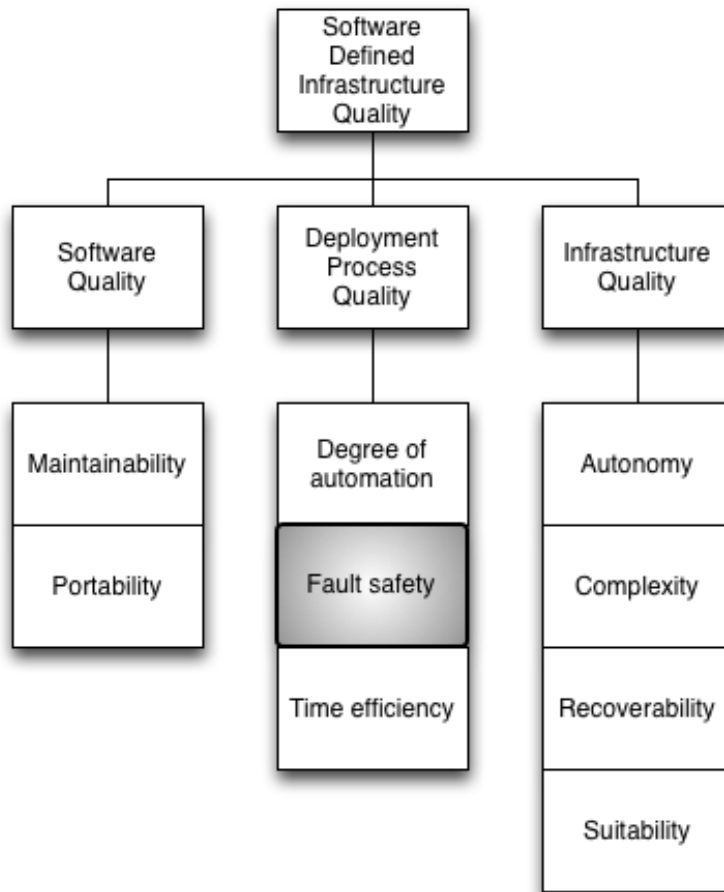 Software
Defined
Infrastructure
Quality
Software
Quality
Deployment
Process
Quality
Infrastructure
Quality
Maintainability
Portability
Degree of
automation
Fault safety
Time efficiency
Autonomy
Complexity
Recoverability
Suitability